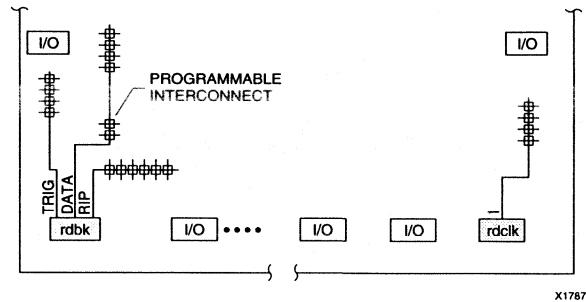 I/O
I/O
PROGRAMMABLE
INTERCONNECT
TRIG
DATA
RIP
I
rdbk
I/O
I/O
I/O
rdclk
X1787